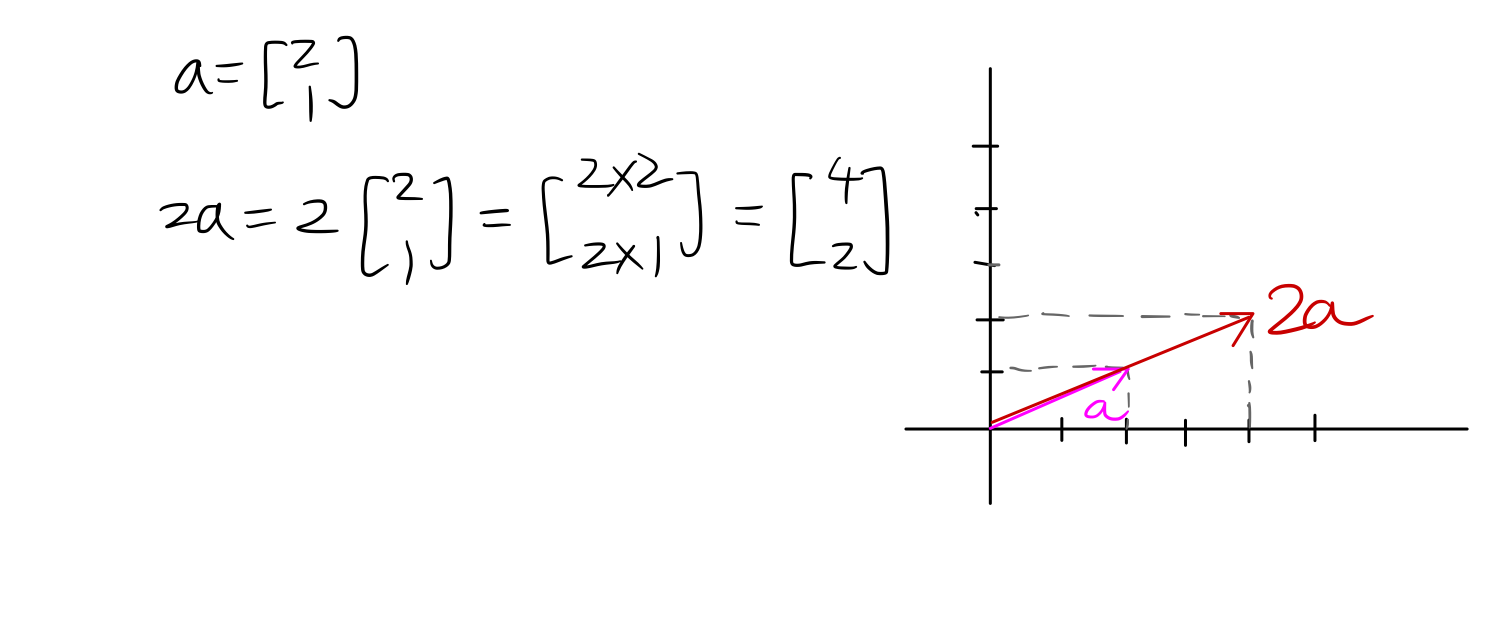 a = [2
1]
2a = 2 [2
1] = [2x2
2x1] = [4
2]
2a
a